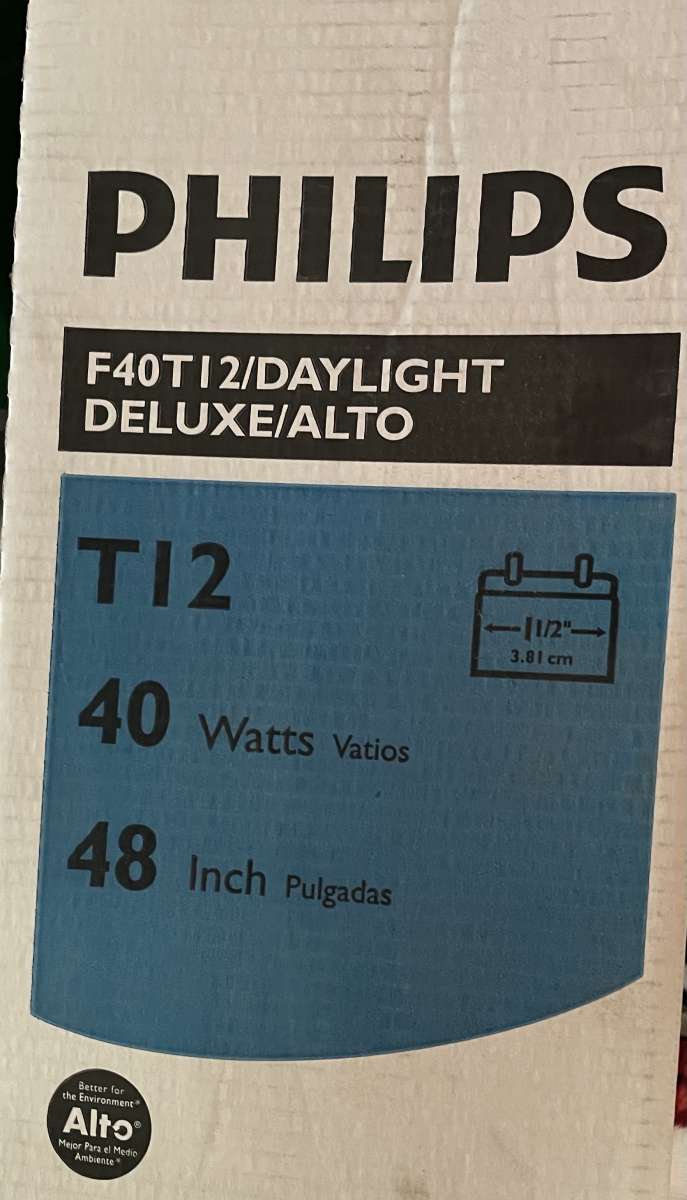 PHILIPS
F40T12/DAYLIGHT
DELUXE/ALTO
T12
1 1/2"
3.81 cm
40 Watts Vatios
48 Inch Pulgadas
Better for
the Environment®
Alto®
Mejor Para el Medio
Ambiente®